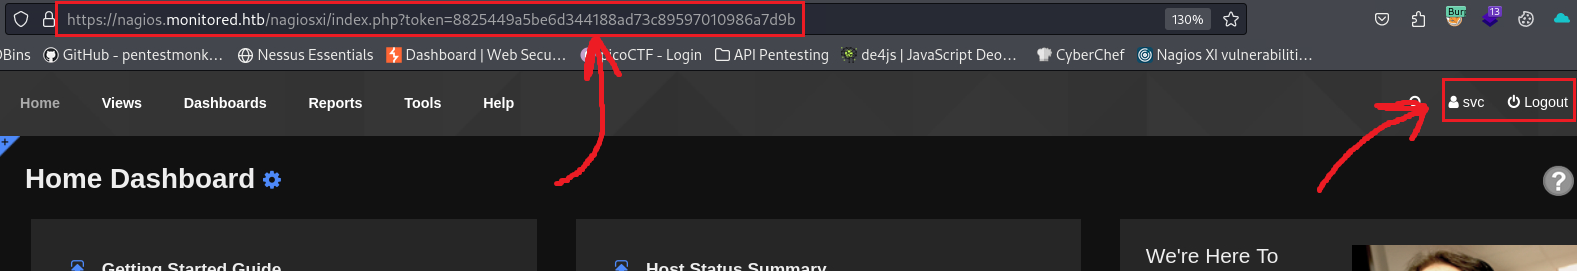 https://nagios.monitored.htb/nagiosxi/index.php?token=8825449a5be6d344188ad73c89597010986a7d9b 130% Burp 13
Bins GitHub - pentestmonk… Nessus Essentials Dashboard | Web Secu… picoCTF - Login API Pentesting de4js | JavaScript Deo… CyberChef Nagios XI vulnerabiliti…
Home Views Dashboards Reports Tools Help svc Logout
Home Dashboard
Getting Started Guide Host Status Summary We're Here To